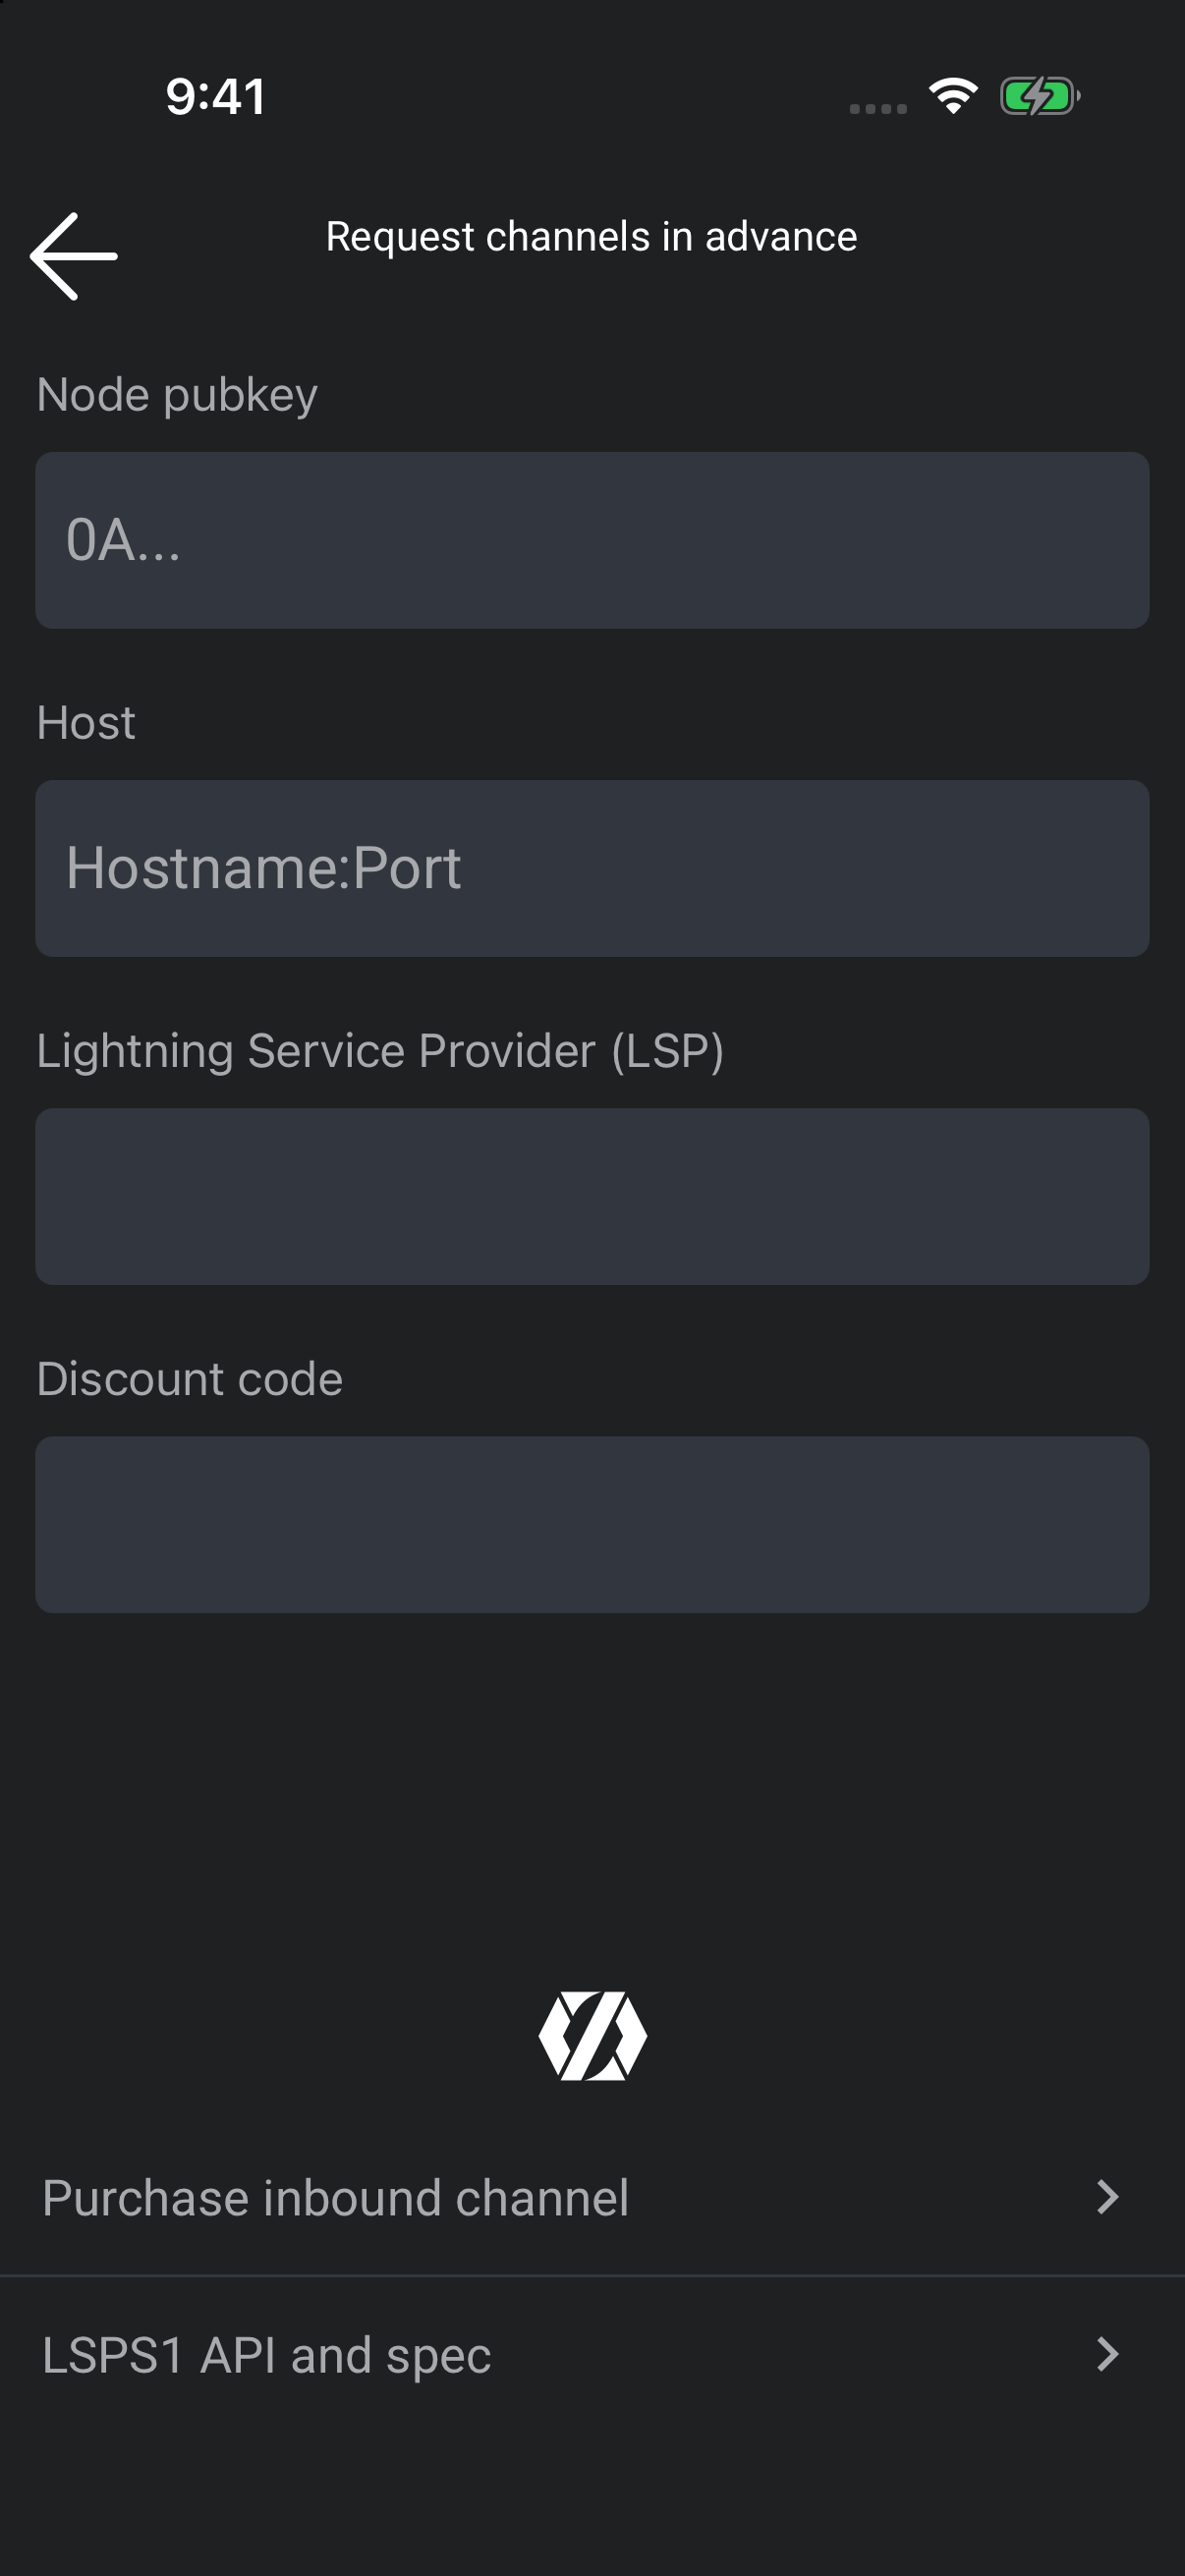 9:41
Request channels in advance
Node pubkey
0A...
Host
Hostname:Port
Lightning Service Provider (LSP)
Discount code
Purchase inbound channel
LSPS1 API and spec